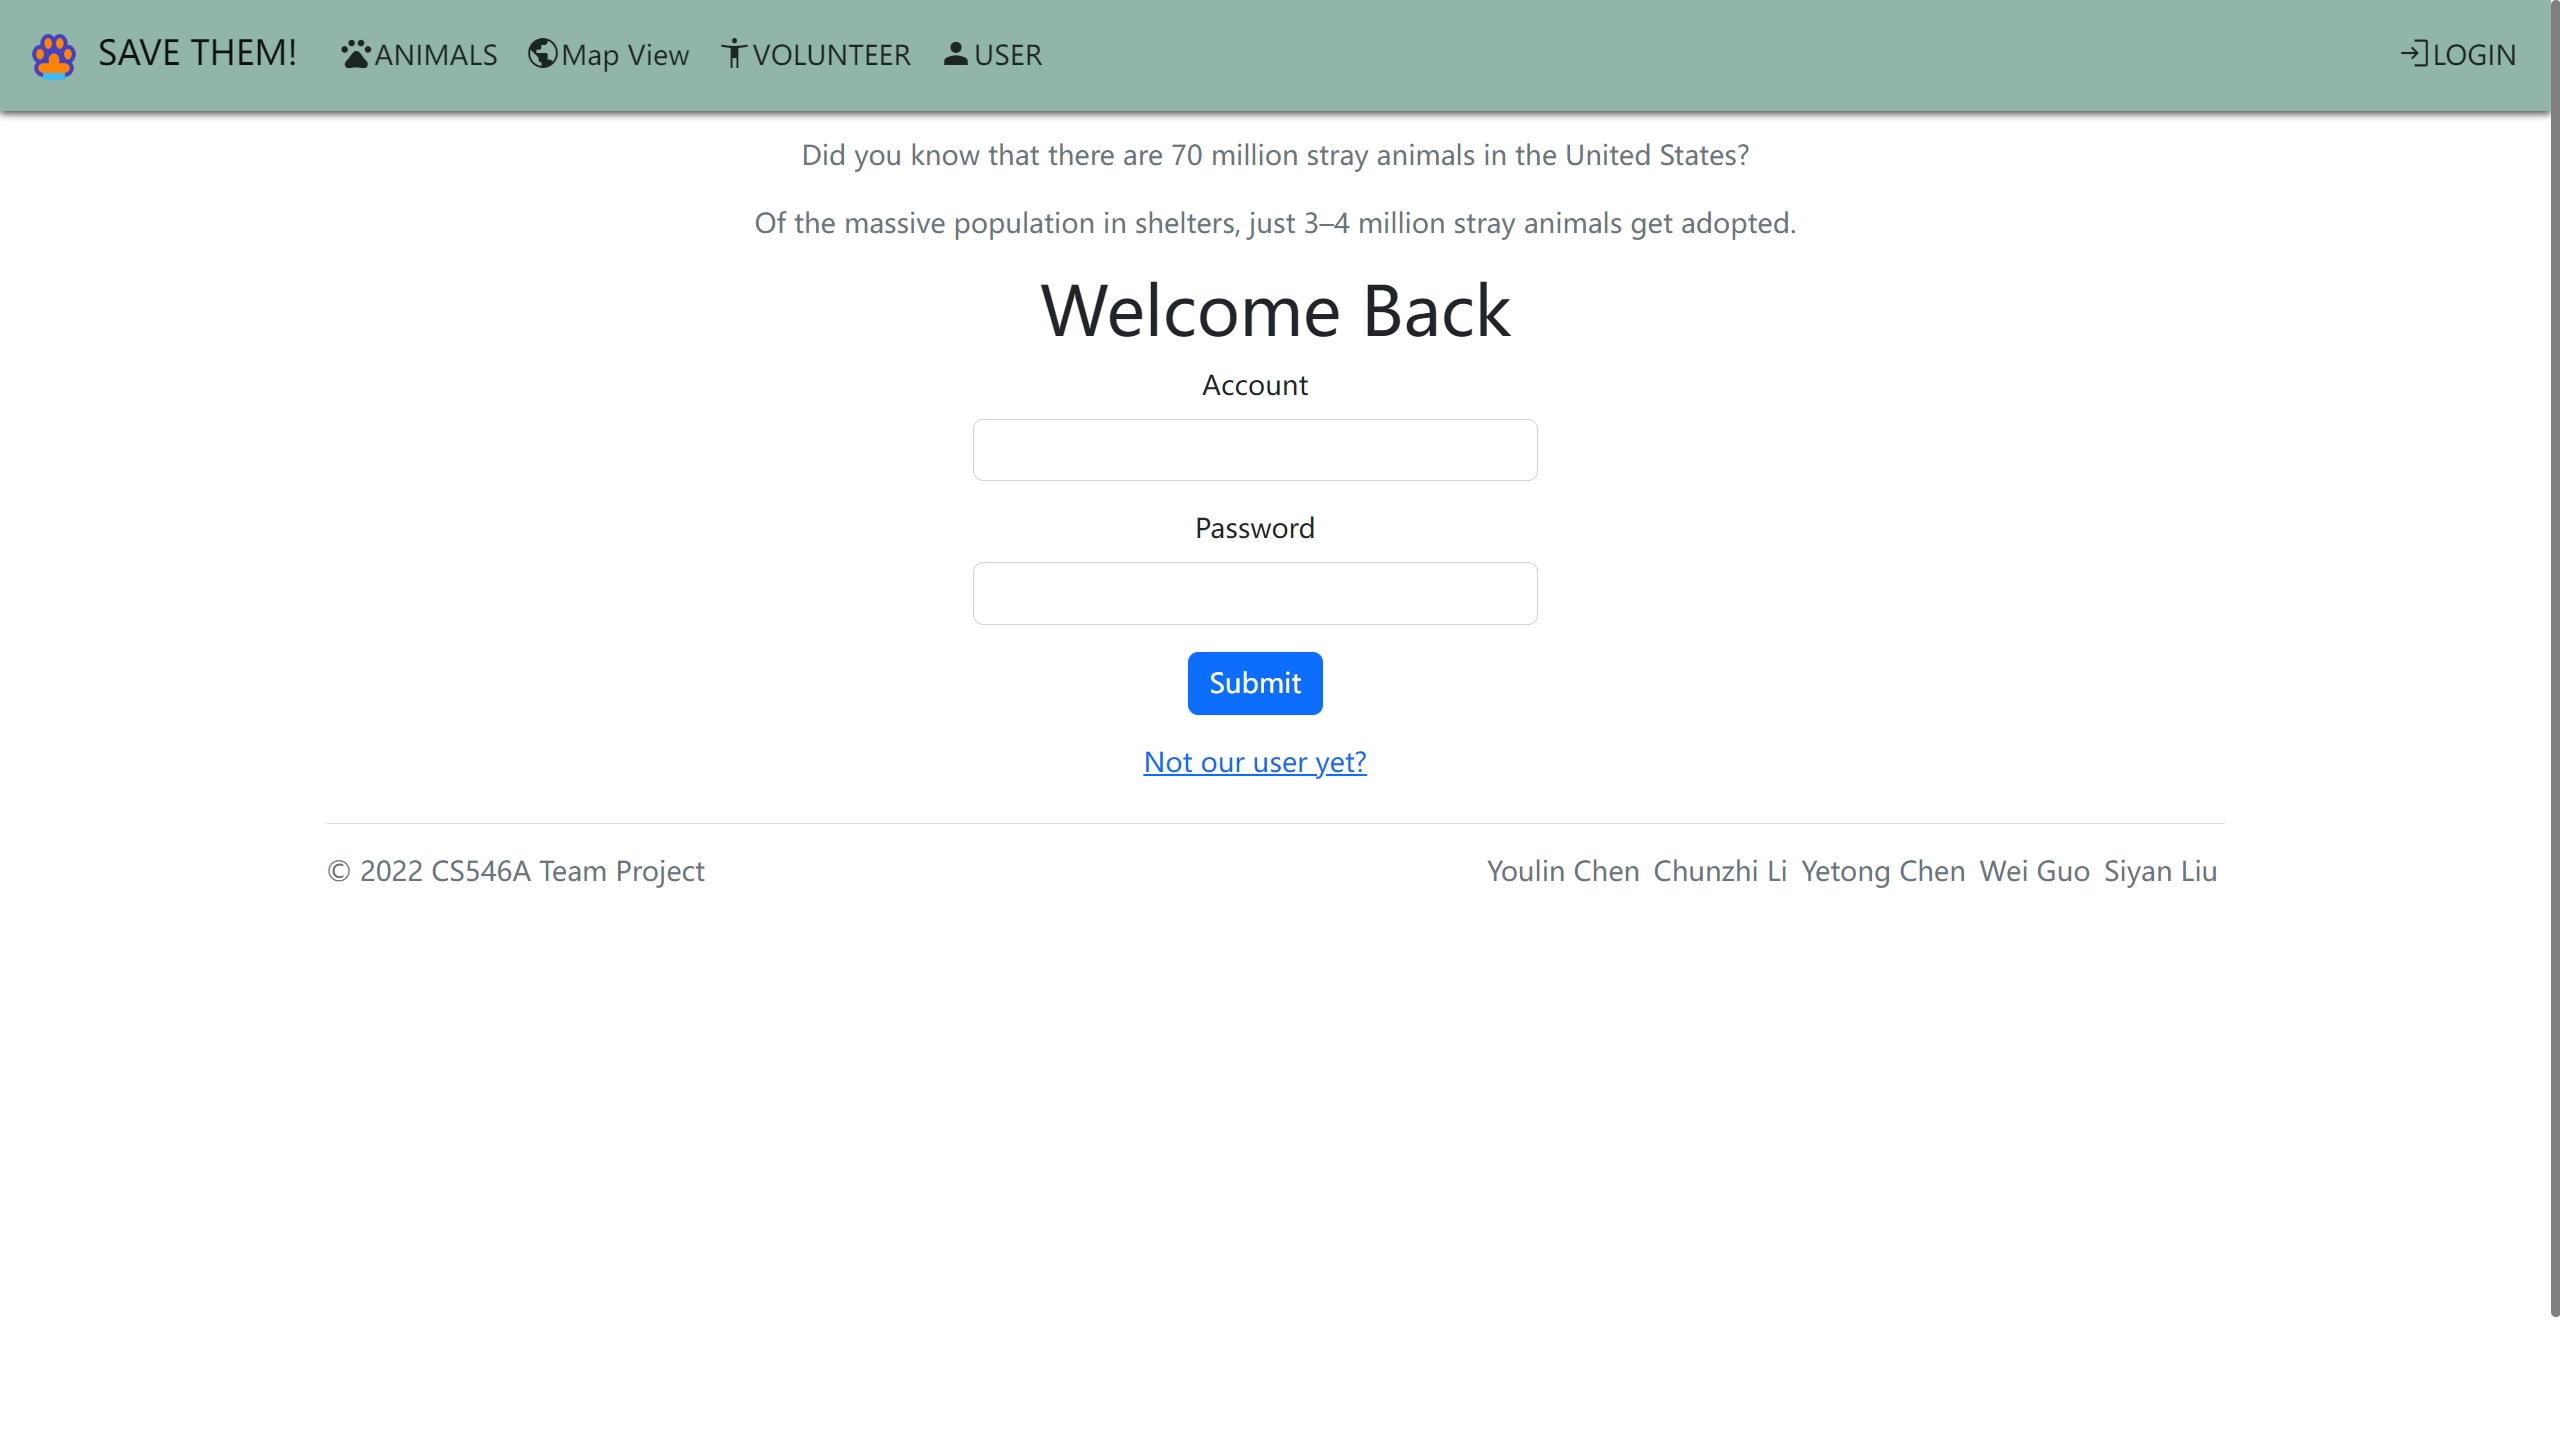 SAVE THEM! ANIMALS Map View VOLUNTEER USER LOGIN
Did you know that there are 70 million stray animals in the United States?
Of the massive population in shelters, just 3–4 million stray animals get adopted.
Welcome Back
Account
Password
Submit
Not our user yet?
© 2022 CS546A Team Project Youlin Chen Chunzhi Li Yetong Chen Wei Guo Siyan Liu